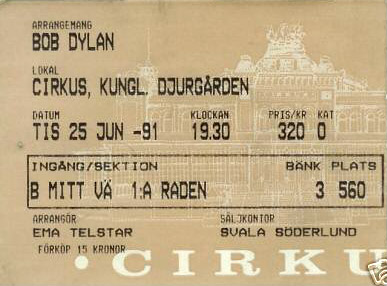 ARRANGEMANG
BOB DYLAN
LOKAL
CIRKUS, KUNGL. DJURGÅRDEN
DATUM KLOCKAN PRIS/KR KAT
TIS 25 JUN -91 19.30 320 0
INGÅNG/SEKTION BÄNK PLATS
B MITT VÄ 1:A RADEN 3 560
ARRANGÖR SÄLJKONTOR
EMA TELSTAR SVALA SÖDERLUND
FÖRKÖP 15 KRONOR
• CIRKU